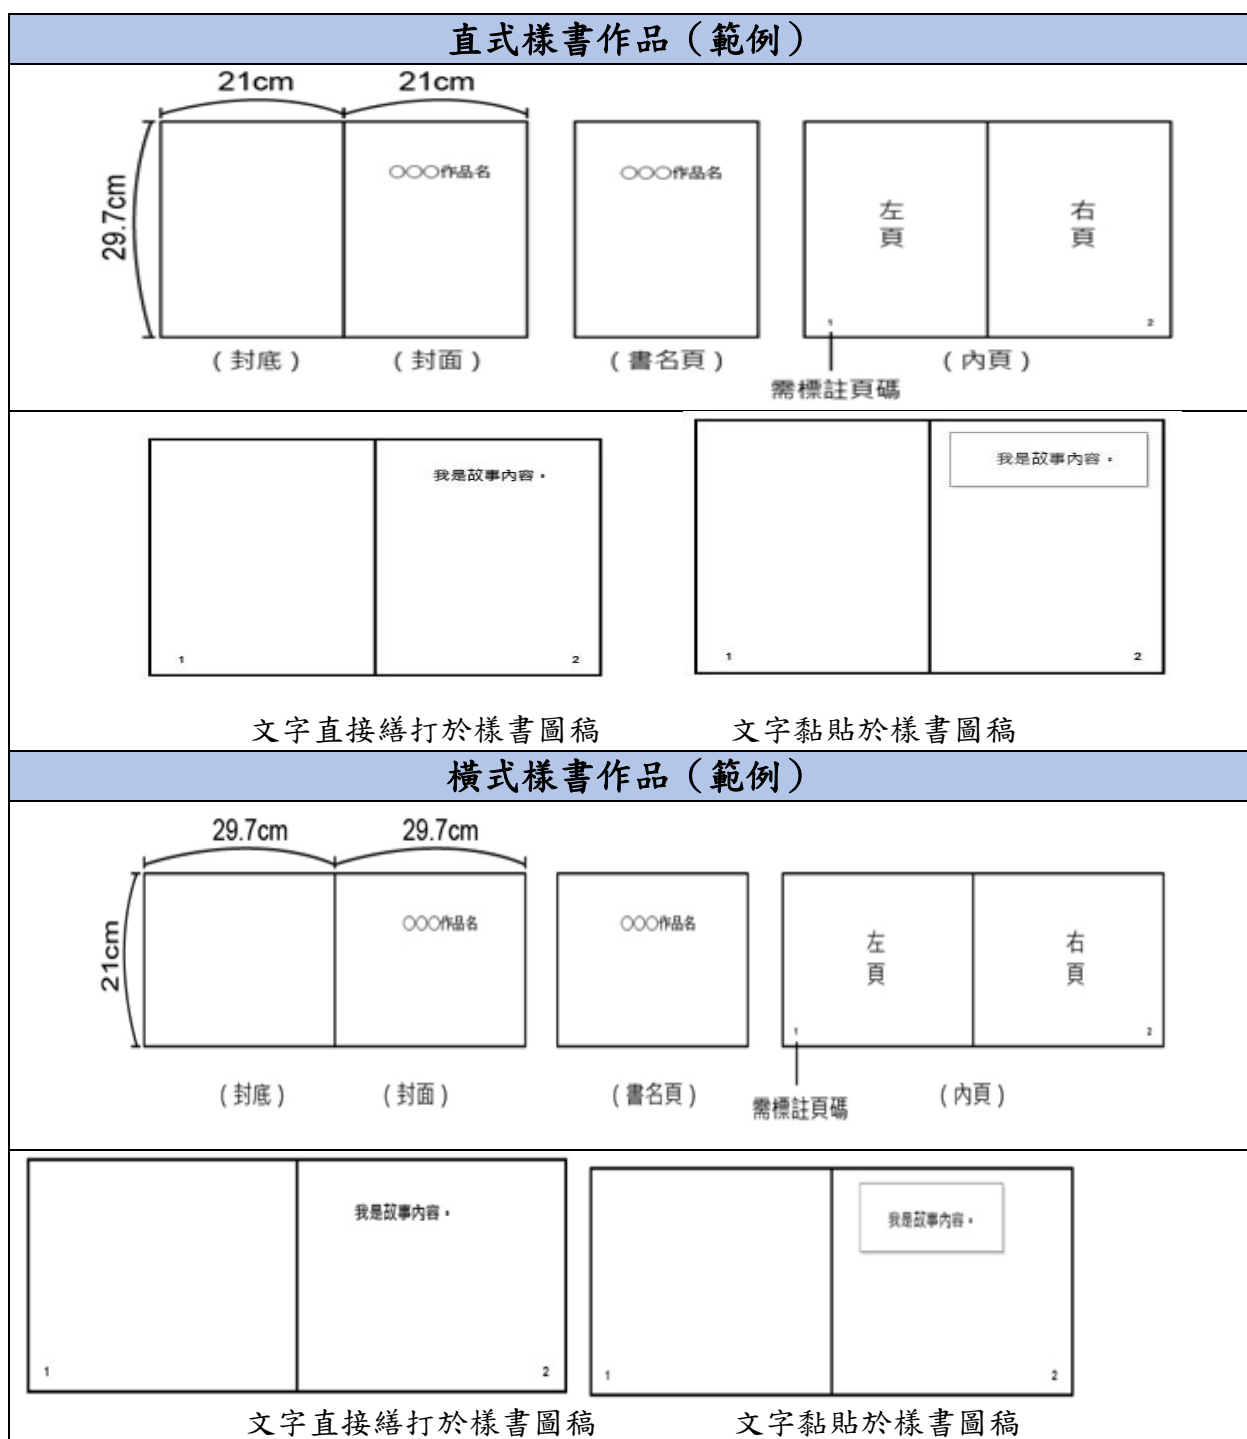 直式樣書作品（範例）
21cm 21cm
29.7cm
○○○作品名 ○○○作品名
左頁 右頁
1 2
（封底） （封面） （書名頁） （內頁）
需標註頁碼
我是故事內容。 我是故事內容。
1 2 1 2
文字直接繕打於樣書圖稿 文字黏貼於樣書圖稿
橫式樣書作品（範例）
29.7cm 29.7cm
21cm
○○○作品名 ○○○作品名
左頁 右頁
1 2
（封底） （封面） （書名頁） （內頁）
需標註頁碼
我是故事內容。 我是故事內容。
1 2 1 2
文字直接繕打於樣書圖稿 文字黏貼於樣書圖稿